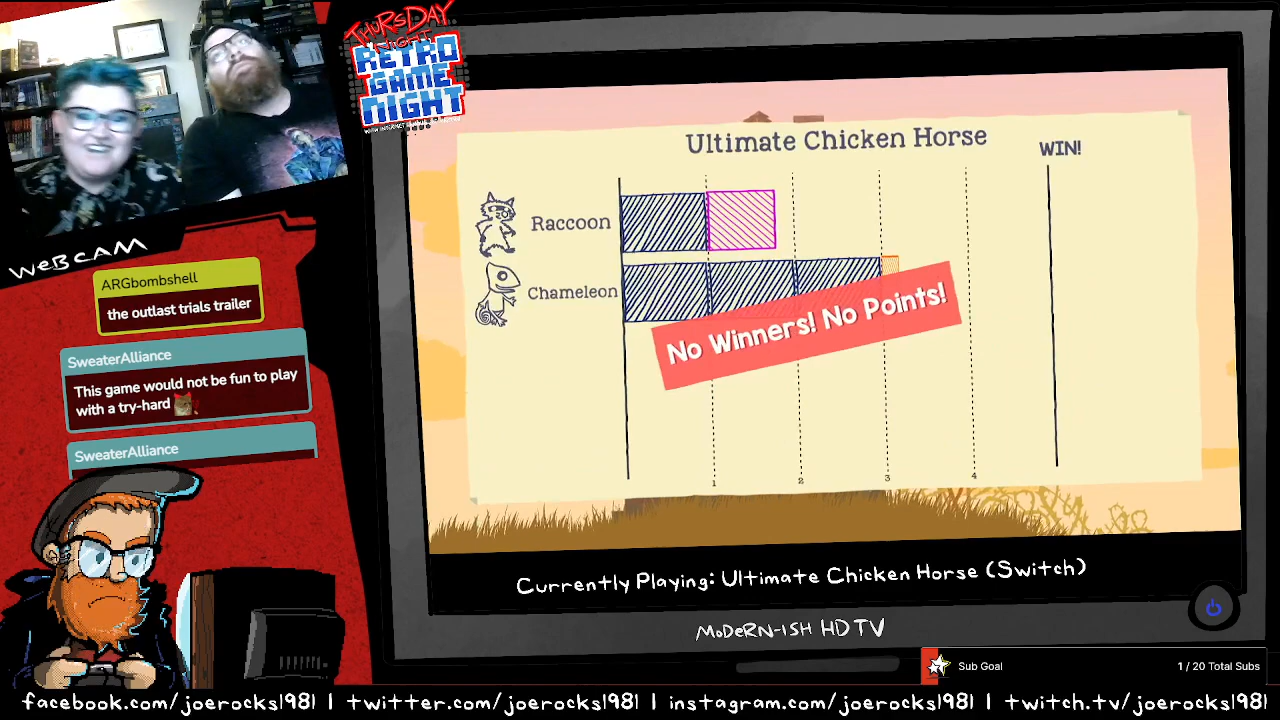 THURSDAY
NIGHT
RETRO
GAME
NIGHT
Ultimate Chicken Horse
WIN!
Raccoon
Chameleon
No Winners! No Points!
1
2
3
4
WEBCAM
ARGbombshell
the outlast trials trailer
SweaterAlliance
This game would not be fun to play
with a try-hard
SweaterAlliance
Currently Playing: Ultimate Chicken Horse (Switch)
MODERN-ISH HDTV
Sub Goal
1 / 20 Total Subs
facebook.com/joerocks1981 | twitter.com/joerocks1981 | instagram.com/joerocks1981 | twitch.tv/joerocks1981